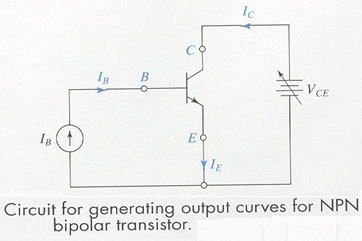 I_C
C
I_B
B
V_CE
I_B
E
I_E
Circuit for generating output curves for NPN
bipolar transistor.